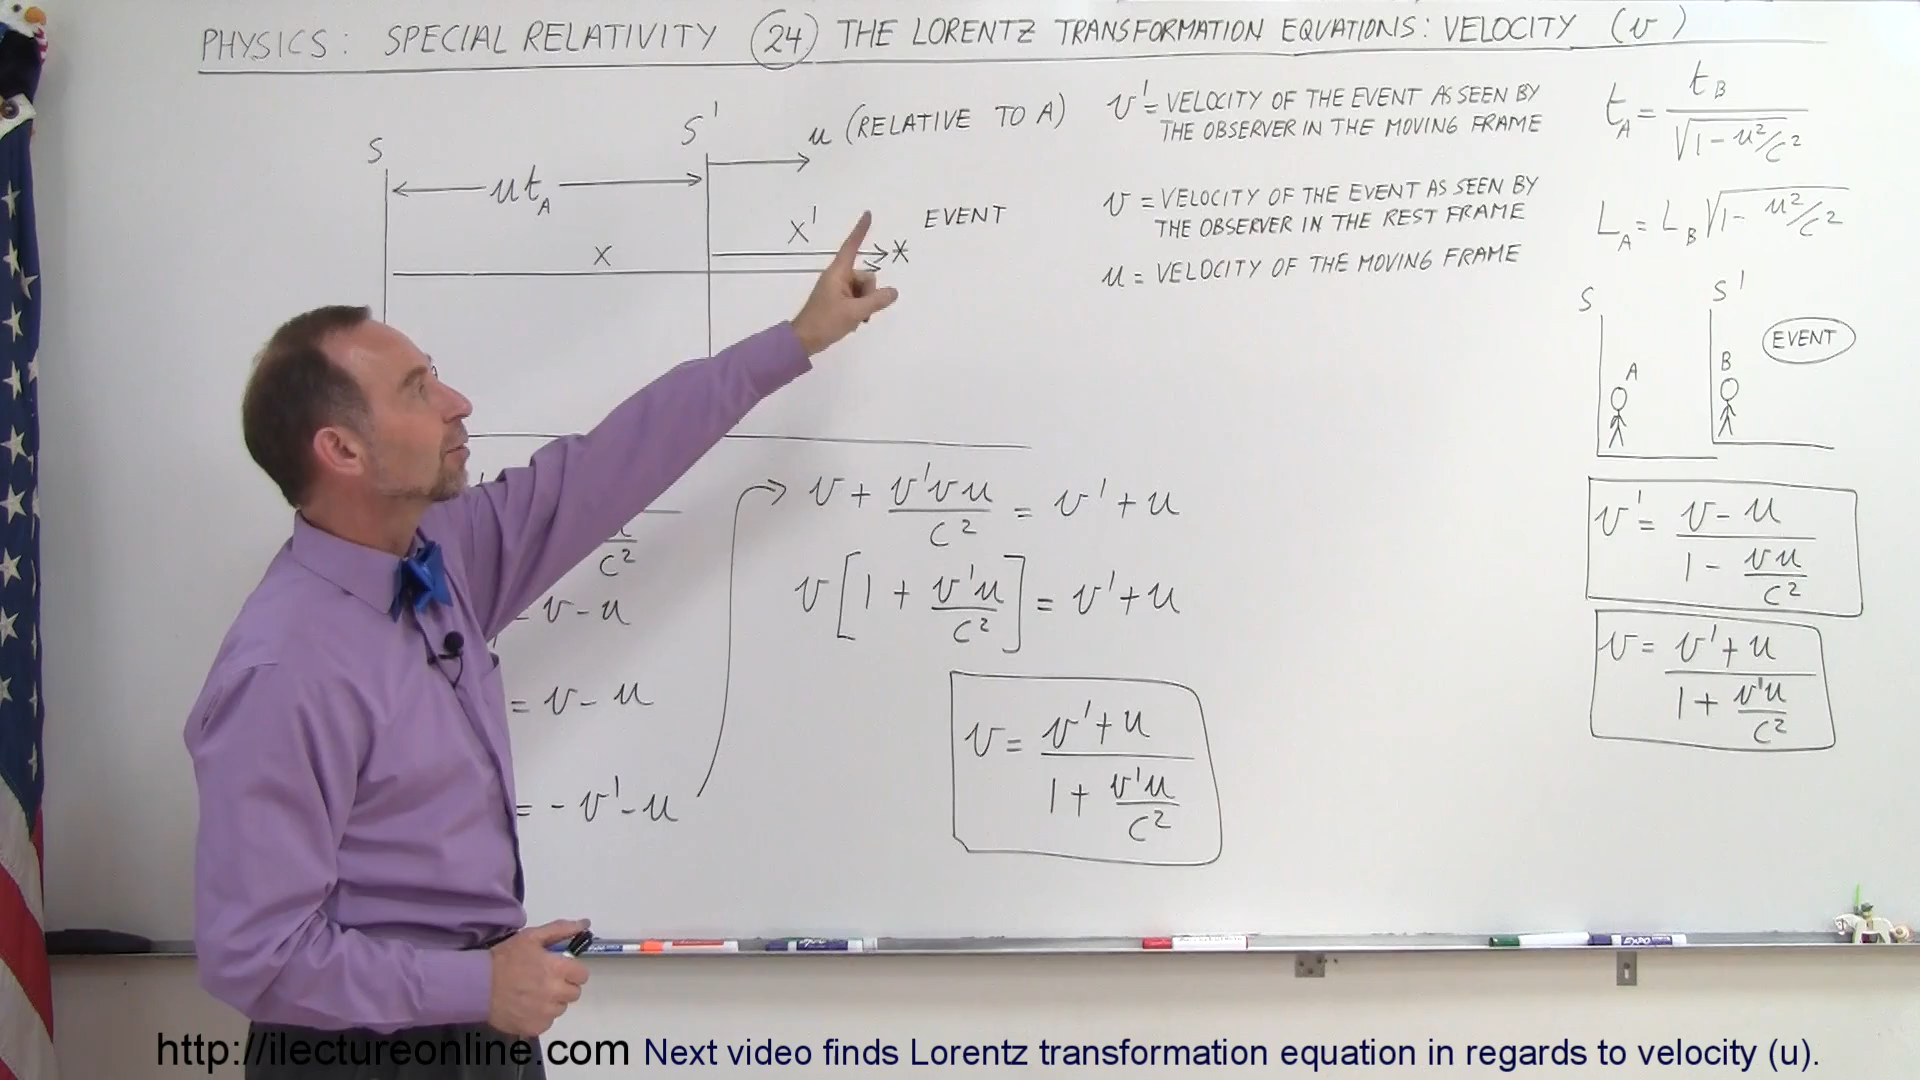 PHYSICS: SPECIAL RELATIVITY (24) THE LORENTZ TRANSFORMATION EQUATIONS: VELOCITY (v)
S
S'
u (RELATIVE TO A)
ut_A
x'
EVENT
x
v' = VELOCITY OF THE EVENT AS SEEN BY
THE OBSERVER IN THE MOVING FRAME
v = VELOCITY OF THE EVENT AS SEEN BY
THE OBSERVER IN THE REST FRAME
u = VELOCITY OF THE MOVING FRAME
t_A = t_B / √(1 - u²/c²)
L_A = L_B √(1 - u²/c²)
S
S'
EVENT
A
B
c²
= v - u
= v - u
= -v' - u
v + v'vu/c² = v' + u
v[1 + v'u/c²] = v' + u
v = (v' + u) / (1 + v'u/c²)
v' = (v - u) / (1 - vu/c²)
v = (v' + u) / (1 + v'u/c²)
EXPO
http://ilectureonline.com Next video finds Lorentz transformation equation in regards to velocity (u).